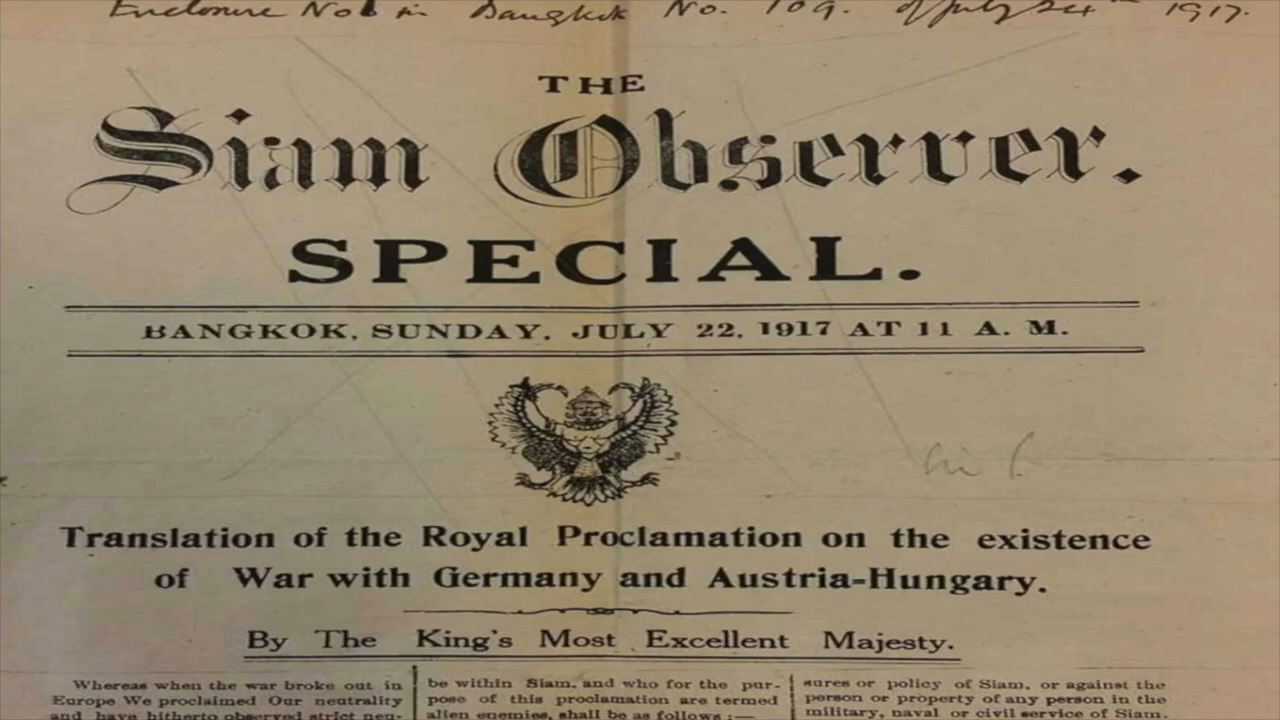 Enclosure No 1 in Bangkok No. 109. of July 24th 1917.
THE
Siam Observer.
SPECIAL.
BANGKOK, SUNDAY, JULY 22, 1917 AT 11 A. M.
Translation of the Royal Proclamation on the existence
of War with Germany and Austria-Hungary.
By The King's Most Excellent Majesty.
Whereas when the war broke out in
Europe We proclaimed Our neutrality
and have hitherto observed strict neu-
be within Siam, and who for the pur-
pose of this proclamation are termed
alien enemies, shall be as follows :—
sures or policy of Siam, or against the
person or property of any person in the
military, naval or civil service of Siam